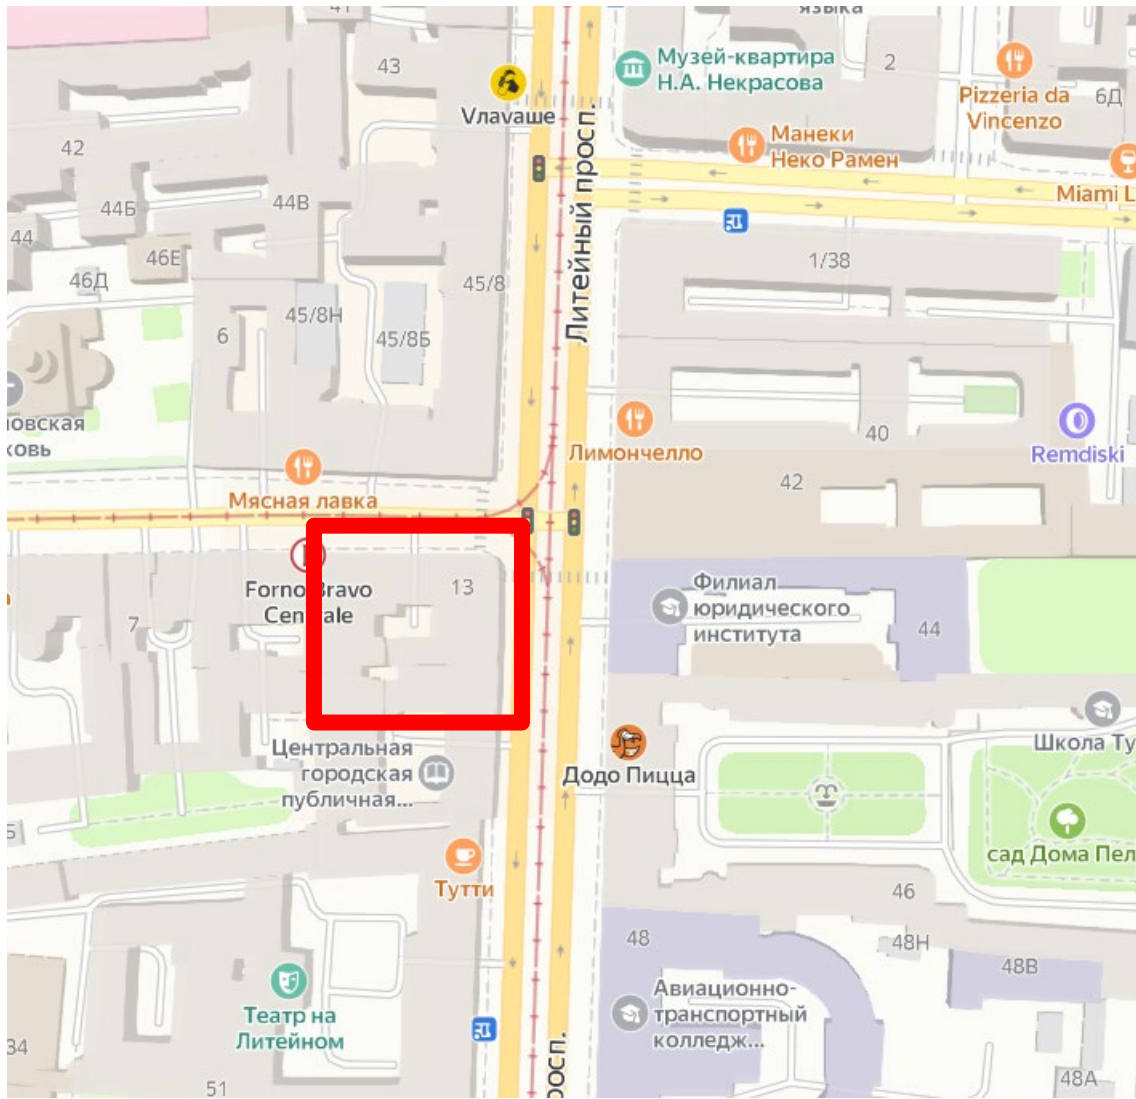 языка
41
43
Vлаvаше
Литейный просп.
Музей-квартира
Н.А. Некрасова
2
Pizzeria da
Vincenzo
6Д
Манеки
Неко Рамен
Miami L
42
44Б
44В
44
46Е
46Д
45/8
45/8Н
45/8Б
6
1/38
овская
ковь
Мясная лавка
Лимончелло
40
42
Remdiski
Forno Bravo
Centrale
13
7
Филиал
юридического
института
44
Центральная
городская
публичная...
Додо Пицца
Школа Ту
сад Дома Пел
Тутти
46
48
48Н
48В
Авиационно-
транспортный
колледж...
Театр на
Литейном
34
51
просп.
48А